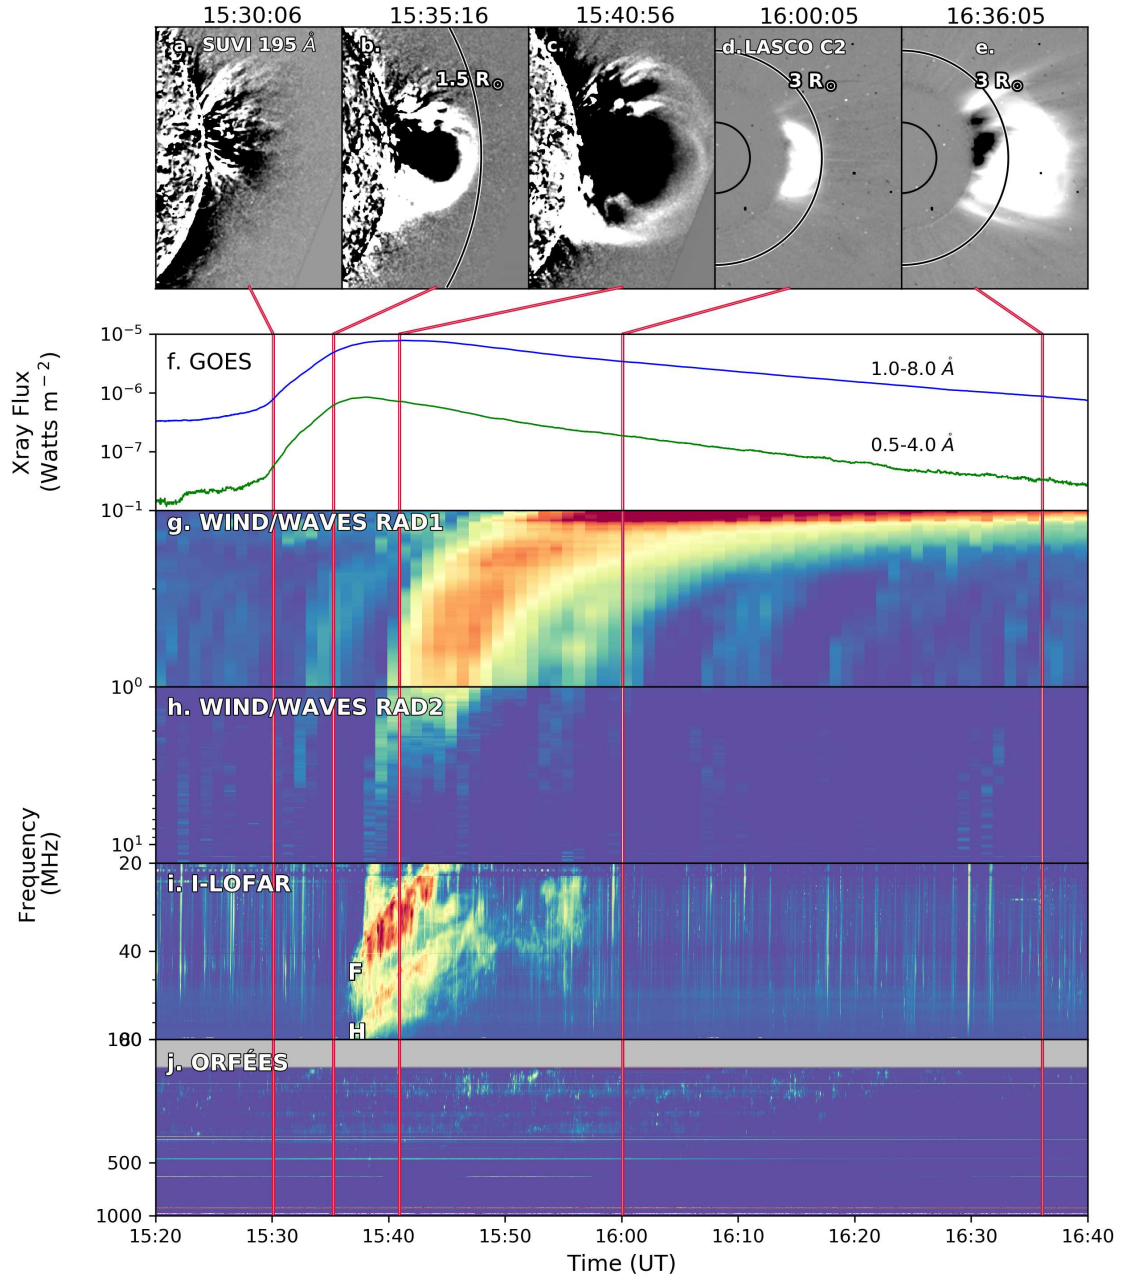 15:30:06 15:35:16 15:40:56 16:00:05 16:36:05
a. SUVI 195 Å b. c. d. LASCO C2 e.
1.5 R☉ 3 R☉ 3 R☉
10⁻⁵
f. GOES
1.0-8.0 Å
10⁻⁶
Xray Flux
(Watts m⁻²)
0.5-4.0 Å
10⁻⁷
10⁻¹
g. WIND/WAVES RAD1
10⁰
h. WIND/WAVES RAD2
10¹
Frequency
(MHz)
20
i. I-LOFAR
40
F
H
j. ORFÉES
500
1000
15:20 15:30 15:40 15:50 16:00 16:10 16:20 16:30 16:40
Time (UT)